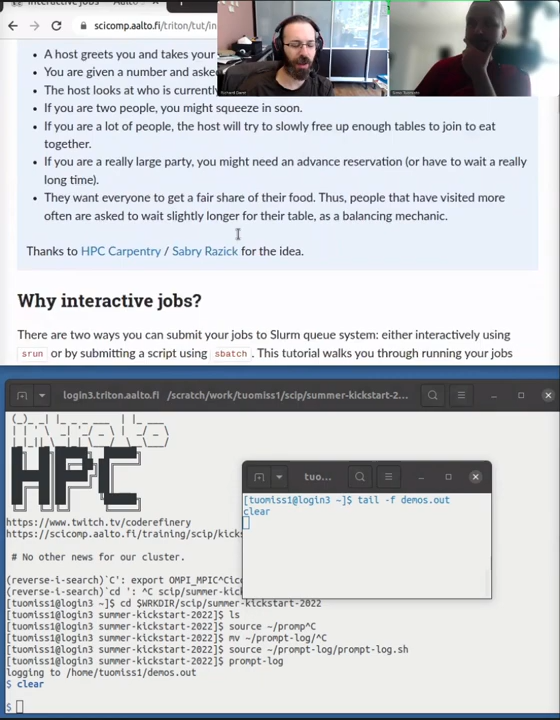 interactive jobs
scicomp.aalto.fi/triton/tut/in
A host greets you and takes your
You are given a number and aske
The host looks at who is currentl
If you are two people, you might squeeze in soon.
If you are a lot of people, the host will try to slowly free up enough tables to join to eat
together.
If you are a really large party, you might need an advance reservation (or have to wait a really
long time).
They want everyone to get a fair share of their food. Thus, people that have visited more
often are asked to wait slightly longer for their table, as a balancing mechanic.
Thanks to HPC Carpentry / Sabry Razick for the idea.
Why interactive jobs?
There are two ways you can submit your jobs to Slurm queue system: either interactively using
srun or by submitting a script using sbatch. This tutorial walks you through running your jobs
login3.triton.aalto.fi /scratch/work/tuomiss1/scip/summer-kickstart-2...
HPC
https://www.twitch.tv/coderefinery
https://scicomp.aalto.fi/training/scip/kicks
# No other news for our cluster.
(reverse-i-search)`C': export OMPI_MPIC^Cic
(reverse-i-search)`cd ': ^C scip/summer-kick
[tuomiss1@login3 ~]$ cd $WRKDIR/scip/summer-kickstart-2022
[tuomiss1@login3 summer-kickstart-2022]$ ls
[tuomiss1@login3 summer-kickstart-2022]$ source ~/promp^C
[tuomiss1@login3 summer-kickstart-2022]$ mv ~/prompt-log/^C
[tuomiss1@login3 summer-kickstart-2022]$ source ~/prompt-log/prompt-log.sh
[tuomiss1@login3 summer-kickstart-2022]$ prompt-log
logging to /home/tuomiss1/demos.out
$ clear
$
tuo...
[tuomiss1@login3 ~]$ tail -f demos.out
clear